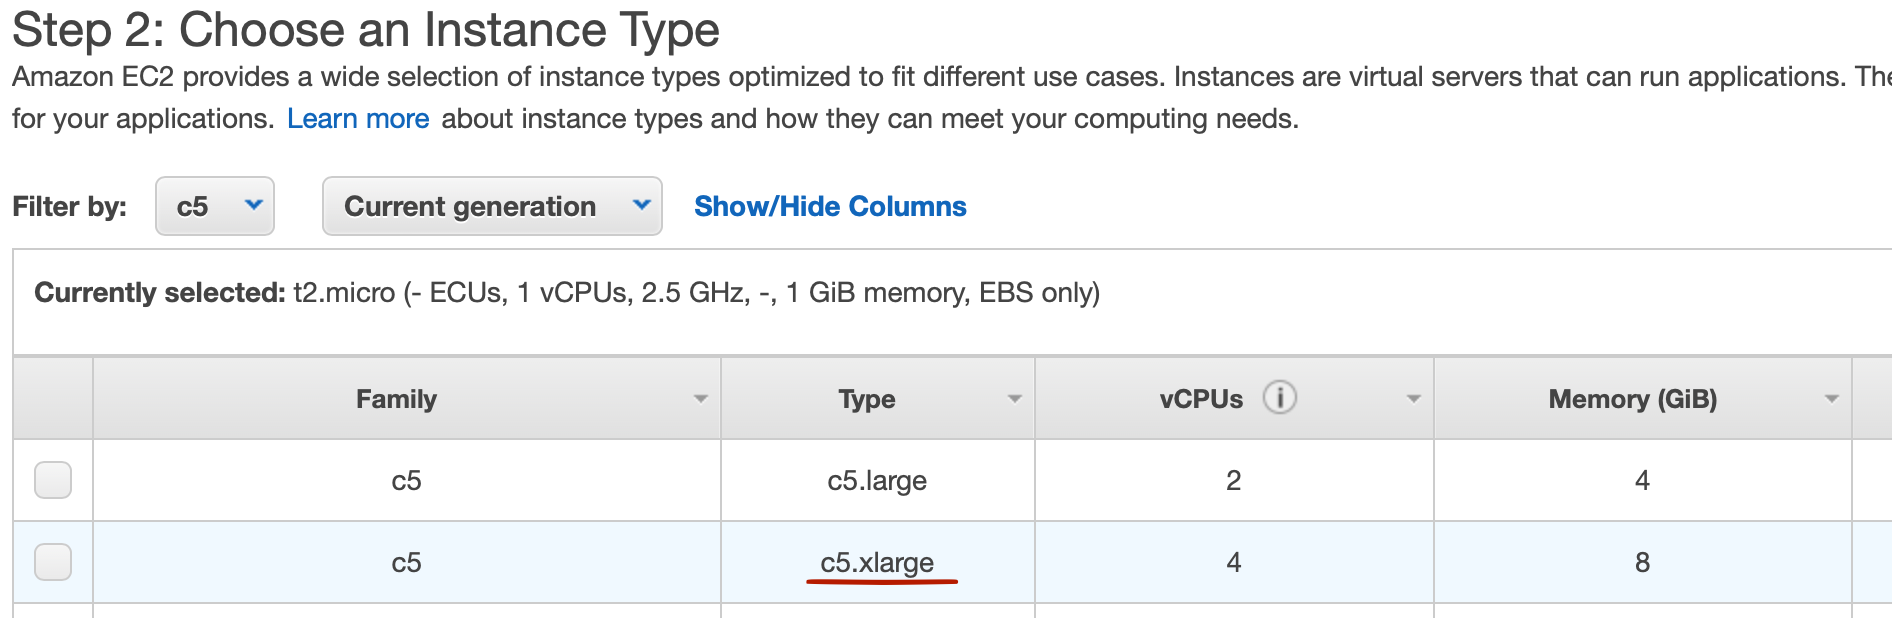 Step 2: Choose an Instance Type
Amazon EC2 provides a wide selection of instance types optimized to fit different use cases. Instances are virtual servers that can run applications. The
for your applications. Learn more about instance types and how they can meet your computing needs.
Filter by: c5 Current generation Show/Hide Columns
Currently selected: t2.micro (- ECUs, 1 vCPUs, 2.5 GHz, -, 1 GiB memory, EBS only)
Family Type vCPUs i Memory (GiB)
c5 c5.large 2 4
c5 c5.xlarge 4 8